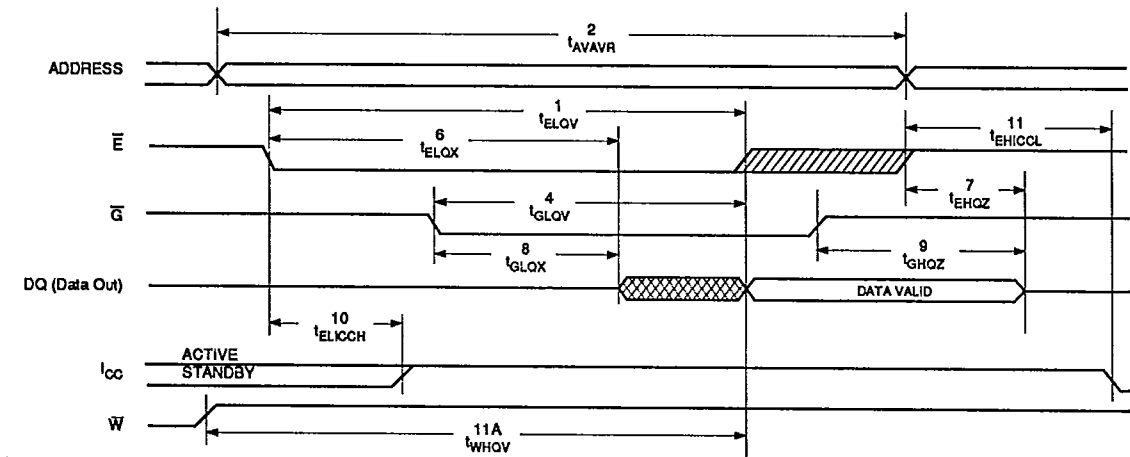 2
tAVAVR
ADDRESS
1
tELQV
6
tELQX
11
tEHICCL
E̅
7
tEHQZ
4
tGLQV
G̅
8
tGLQX
9
tGHQZ
DQ (Data Out)
DATA VALID
10
tELICCH
ACTIVE
ICC
STANDBY
W̅
11A
tWHQV